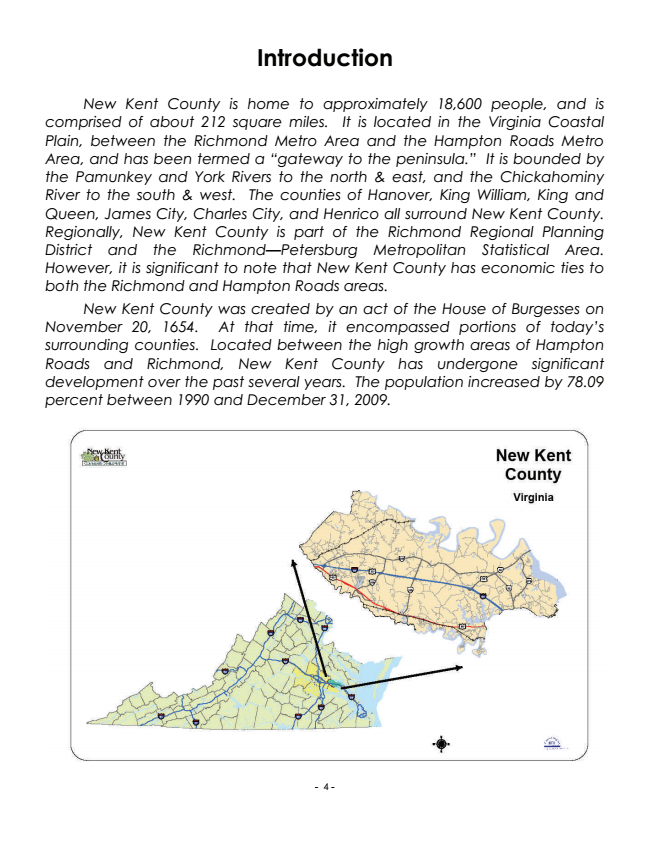 Introduction
New Kent County is home to approximately 18,600 people, and is
comprised of about 212 square miles. It is located in the Virginia Coastal
Plain, between the Richmond Metro Area and the Hampton Roads Metro
Area, and has been termed a “gateway to the peninsula.” It is bounded by
the Pamunkey and York Rivers to the north & east, and the Chickahominy
River to the south & west. The counties of Hanover, King William, King and
Queen, James City, Charles City, and Henrico all surround New Kent County.
Regionally, New Kent County is part of the Richmond Regional Planning
District and the Richmond—Petersburg Metropolitan Statistical Area.
However, it is significant to note that New Kent County has economic ties to
both the Richmond and Hampton Roads areas.
New Kent County was created by an act of the House of Burgesses on
November 20, 1654. At that time, it encompassed portions of today’s
surrounding counties. Located between the high growth areas of Hampton
Roads and Richmond, New Kent County has undergone significant
development over the past several years. The population increased by 78.09
percent between 1990 and December 31, 2009.
New Kent
County
New Kent
County
Virginia
- 4 -